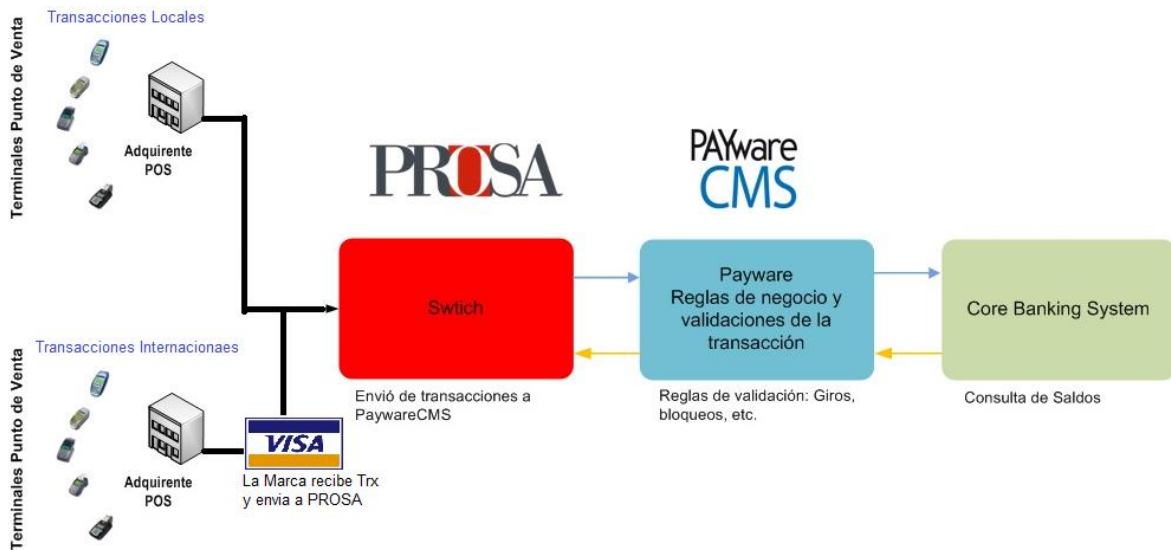 Transacciones Locales
Terminales Punto de Venta
Adquirente
POS
PROSA
PAYware
CMS
Swtich
Payware
Reglas de negocio y
validaciones de la
transacción
Core Banking System
Envió de transacciones a
PaywareCMS
Reglas de validación: Giros,
bloqueos, etc.
Consulta de Saldos
Transacciones Internacionaes
Terminales Punto de Venta
Adquirente
POS
VISA
La Marca recibe Trx
y envia a PROSA